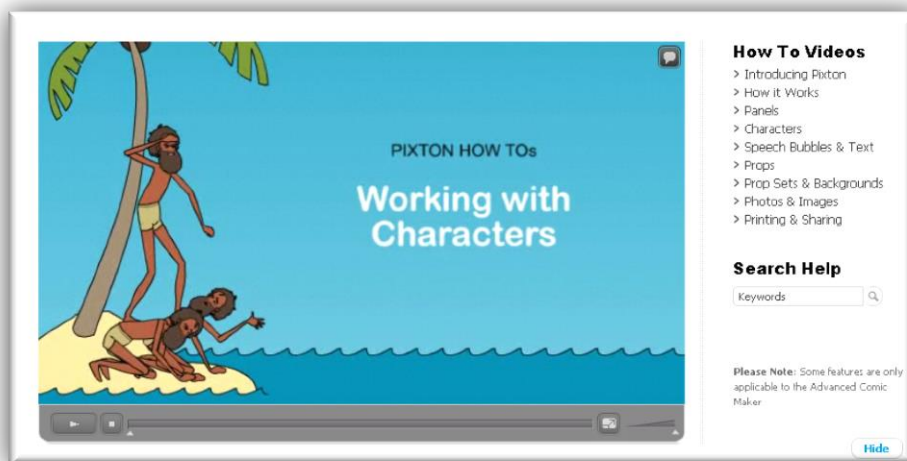 PIXTON HOW TOs
Working with
Characters
How To Videos
> Introducing Pixton
> How it Works
> Panels
> Characters
> Speech Bubbles & Text
> Props
> Prop Sets & Backgrounds
> Photos & Images
> Printing & Sharing
Search Help
Keywords
Please Note: Some features are only
applicable to the Advanced Comic
Maker
Hide